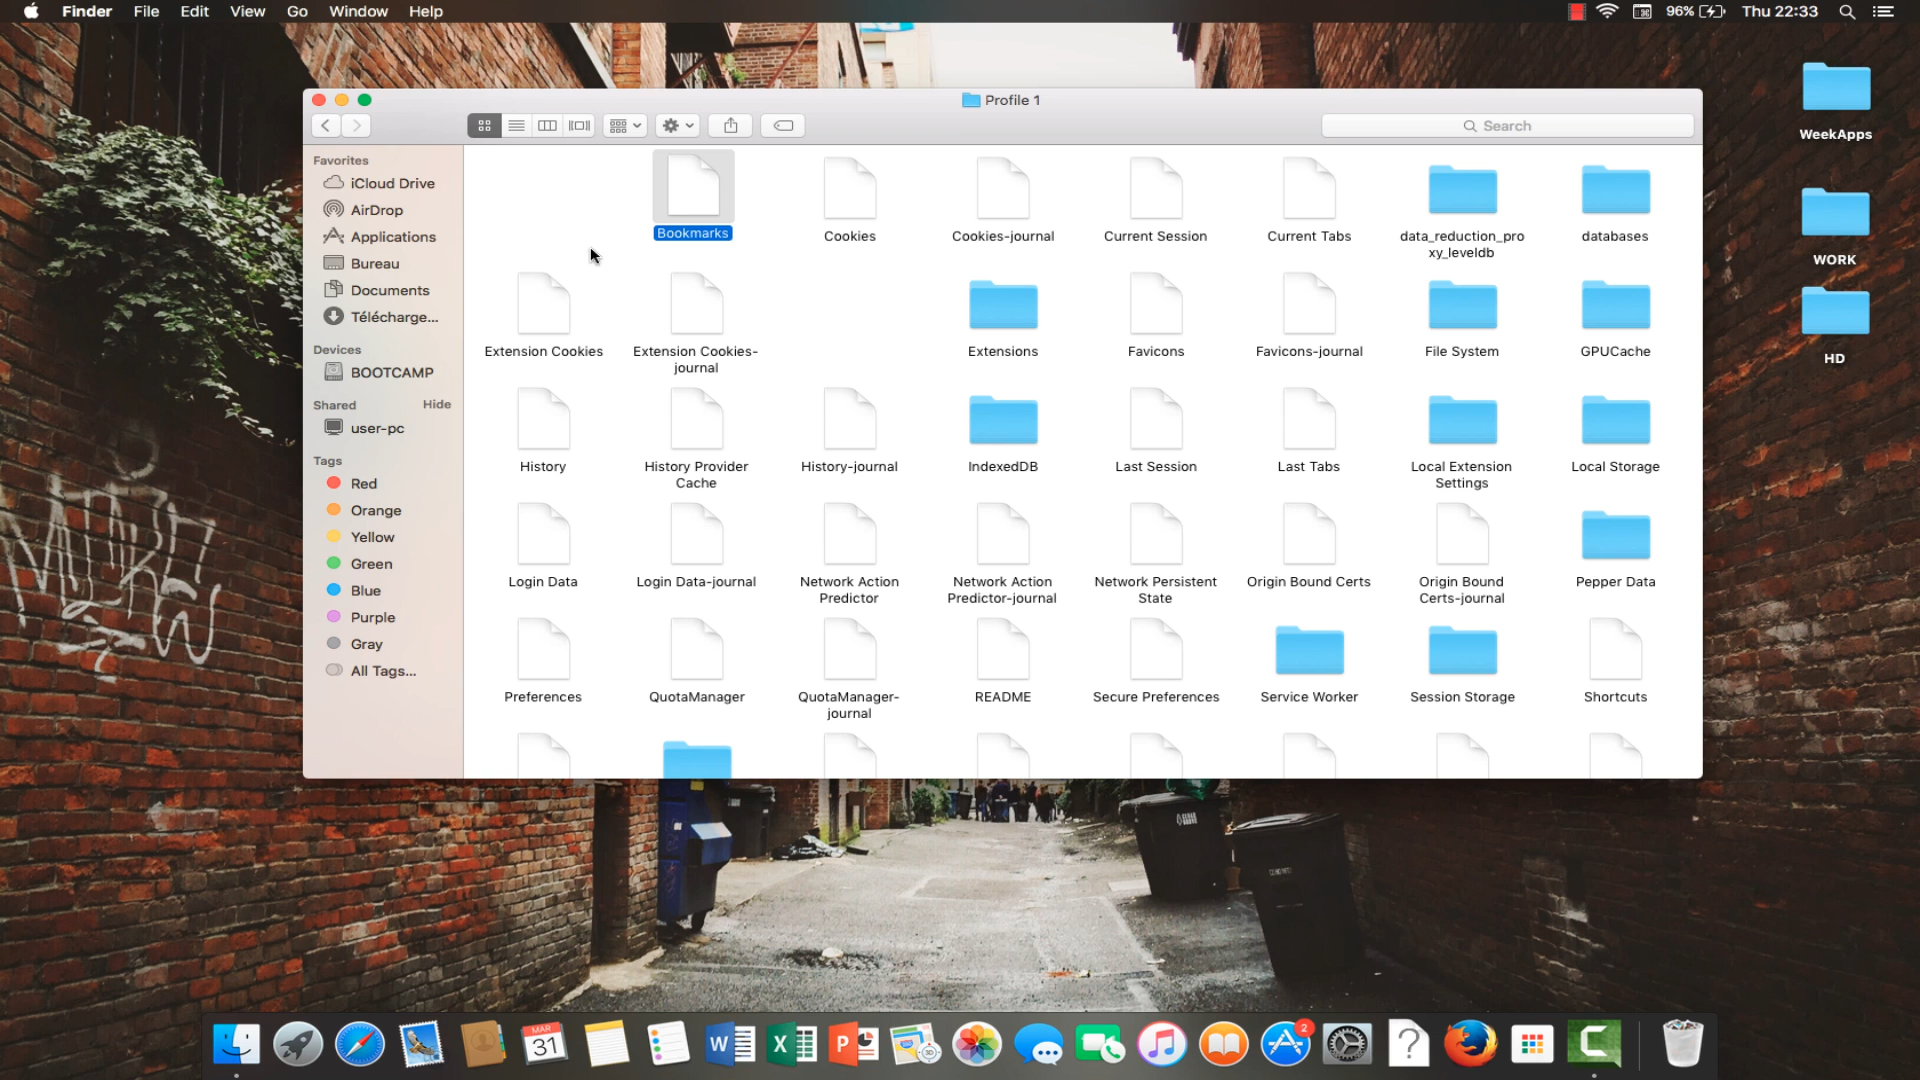 Finder File Edit View Go Window Help
96% Thu 22:33
Profile 1
Search
Favorites
iCloud Drive
AirDrop
Applications
Bureau
Documents
Télécharge...
Devices
BOOTCAMP
Shared Hide
user-pc
Tags
Red
Orange
Yellow
Green
Blue
Purple
Gray
All Tags...
Bookmarks
Cookies
Cookies-journal
Current Session
Current Tabs
data_reduction_pro
xy_leveldb
databases
Extension Cookies
Extension Cookies-
journal
Extensions
Favicons
Favicons-journal
File System
GPUCache
History
History Provider
Cache
History-journal
IndexedDB
Last Session
Last Tabs
Local Extension
Settings
Local Storage
Login Data
Login Data-journal
Network Action
Predictor
Network Action
Predictor-journal
Network Persistent
State
Origin Bound Certs
Origin Bound
Certs-journal
Pepper Data
Preferences
QuotaManager
QuotaManager-
journal
README
Secure Preferences
Service Worker
Session Storage
Shortcuts
WeekApps
WORK
HD
MAR
31
W
X
P
3D
2
?
C